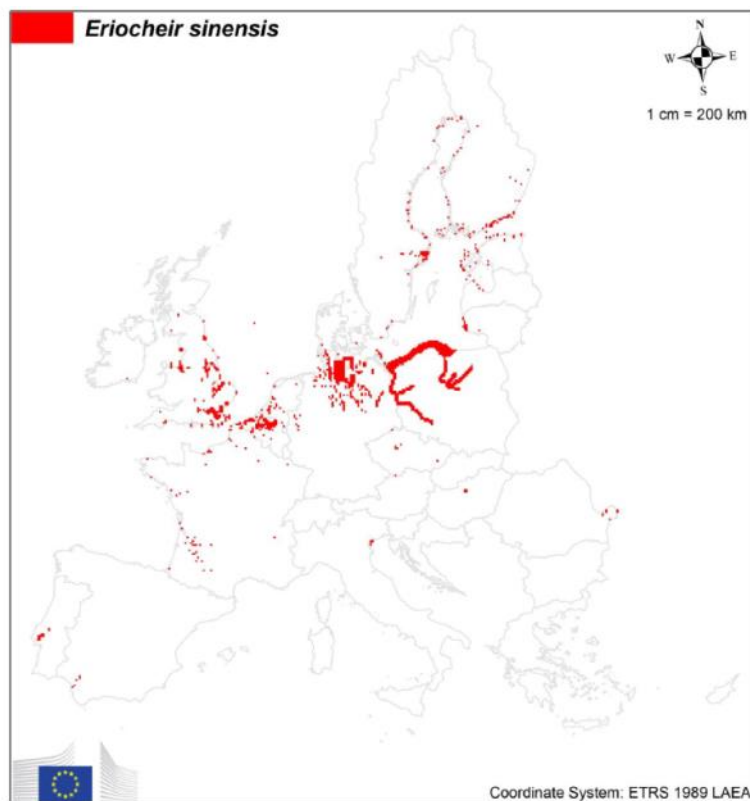 Eriocheir sinensis
N
W E
S
1 cm = 200 km
Coordinate System: ETRS 1989 LAEA